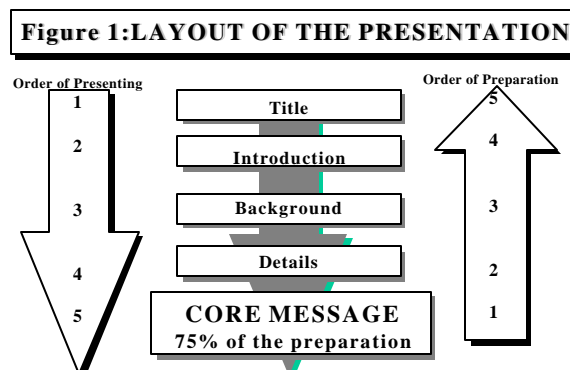 Figure 1:LAYOUT OF THE PRESENTATION
Order of Presenting
Order of Preparation
1
Title
5
2
Introduction
4
3
Background
3
4
Details
2
5
CORE MESSAGE
75% of the preparation
1